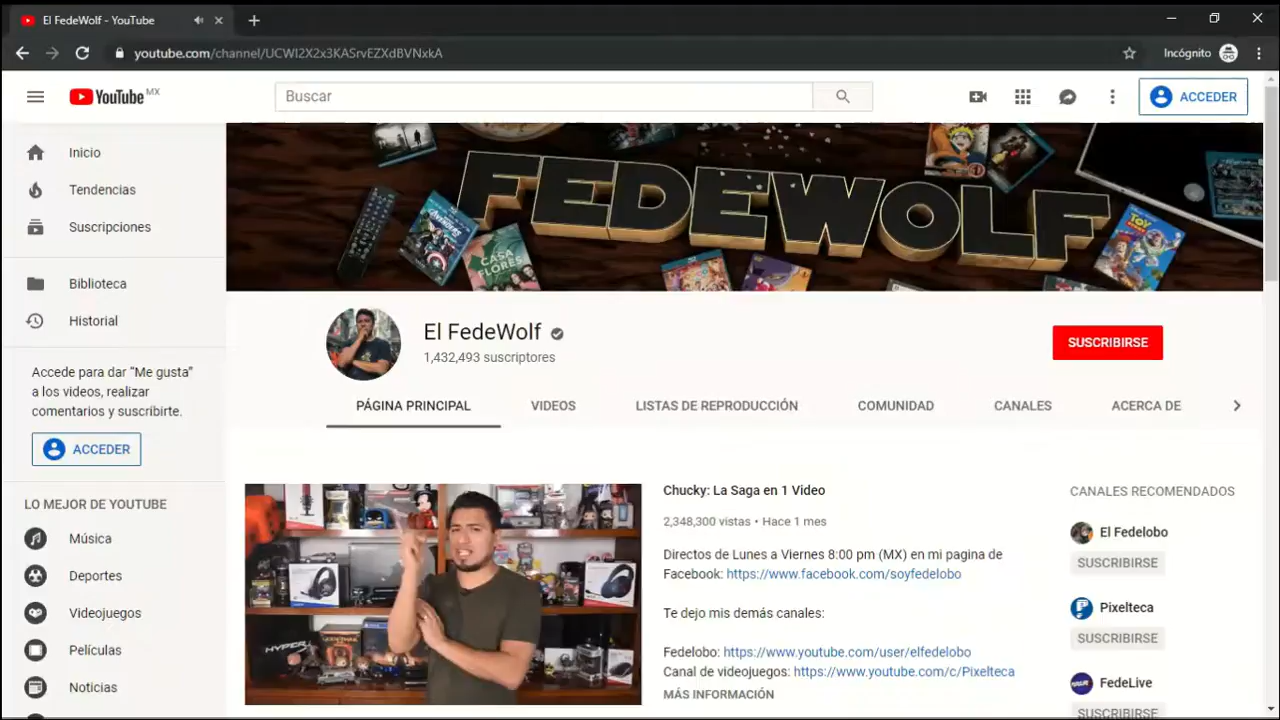 El FedeWolf - YouTube
youtube.com/channel/UCWI2X2x3KASrvEZXdBVNxkA
Incógnito
YouTube MX
Buscar
ACCEDER
Inicio
Tendencias
Suscripciones
Biblioteca
Historial
Accede para dar “Me gusta”
a los videos, realizar
comentarios y suscribirte.
ACCEDER
LO MEJOR DE YOUTUBE
Música
Deportes
Videojuegos
Películas
Noticias
FEDEWOLF
CASA
FLORES
TOY
El FedeWolf
1,432,493 suscriptores
SUSCRIBIRSE
PÁGINA PRINCIPAL
VIDEOS
LISTAS DE REPRODUCCIÓN
COMUNIDAD
CANALES
ACERCA DE
HYPER
Chucky: La Saga en 1 Video
2,348,300 vistas • Hace 1 mes
Directos de Lunes a Viernes 8:00 pm (MX) en mi pagina de
Facebook: https://www.facebook.com/soyfedelobo
Te dejo mis demás canales:
Fedelobo: https://www.youtube.com/user/elfedelobo
Canal de videojuegos: https://www.youtube.com/c/Pixelteca
MÁS INFORMACIÓN
CANALES RECOMENDADOS
El Fedelobo
SUSCRIBIRSE
Pixelteca
SUSCRIBIRSE
FedeLive
SUSCRIBIRSE